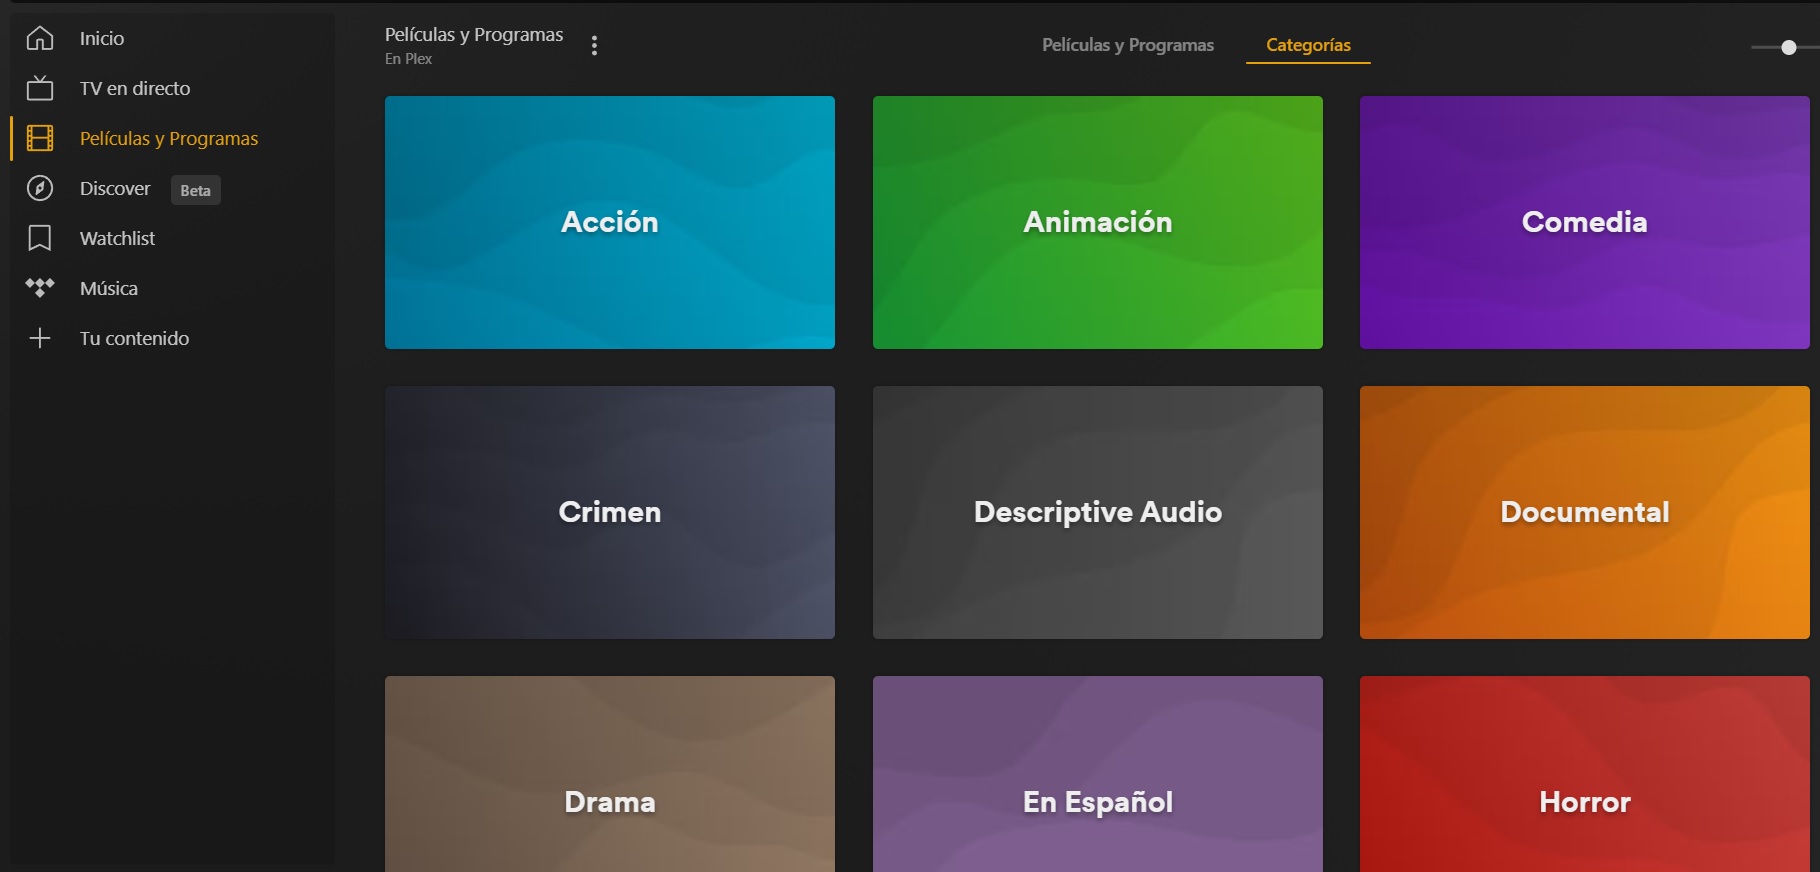 Inicio
TV en directo
Películas y Programas
Discover Beta
Watchlist
Música
Tu contenido
Películas y Programas
En Plex
Películas y Programas Categorías
Acción Animación Comedia
Crimen Descriptive Audio Documental
Drama En Español Horror